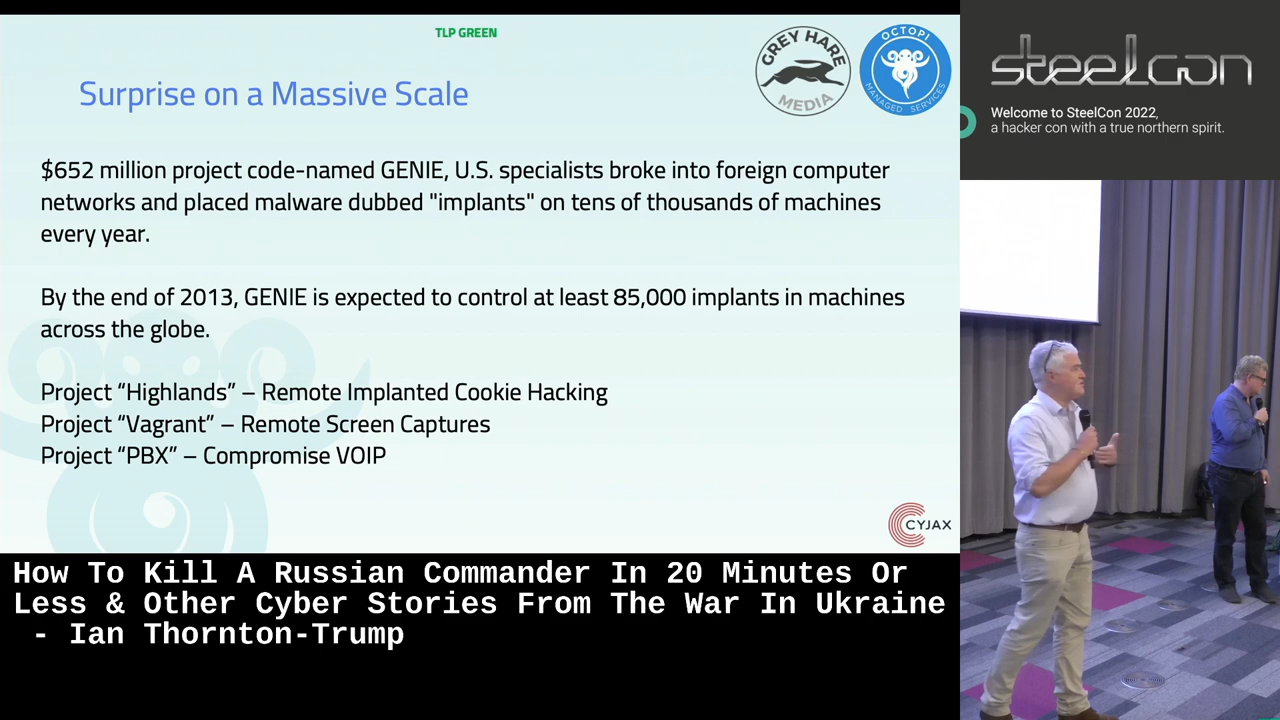 TLP GREEN
GREY HARE
MEDIA
OCTOPI
MANAGED SERVICES
Surprise on a Massive Scale
$652 million project code-named GENIE, U.S. specialists broke into foreign computer
networks and placed malware dubbed "implants" on tens of thousands of machines
every year.
By the end of 2013, GENIE is expected to control at least 85,000 implants in machines
across the globe.
Project “Highlands” – Remote Implanted Cookie Hacking
Project “Vagrant” – Remote Screen Captures
Project “PBX” – Compromise VOIP
CYJAX
steelcon
Welcome to SteelCon 2022,
a hacker con with a true northern spirit.
How To Kill A Russian Commander In 20 Minutes Or
Less & Other Cyber Stories From The War In Ukraine
- Ian Thornton-Trump